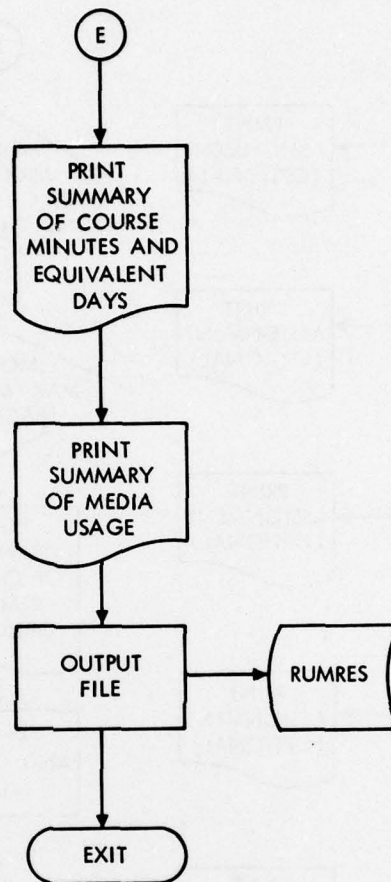 E
PRINT
SUMMARY
OF COURSE
MINUTES AND
EQUIVALENT
DAYS
PRINT
SUMMARY
OF MEDIA
USAGE
OUTPUT
FILE
RUMRES
EXIT